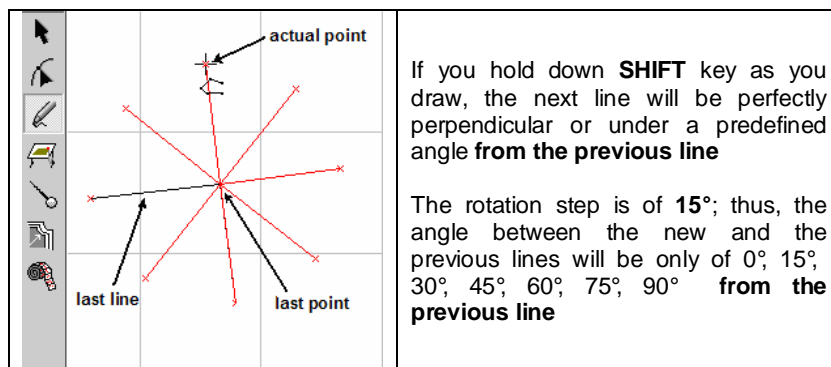 actual point
last line
last point
If you hold down SHIFT key as you
draw, the next line will be perfectly
perpendicular or under a predefined
angle from the previous line
The rotation step is of 15°; thus, the
angle between the new and the
previous lines will be only of 0°, 15°,
30°, 45°, 60°, 75°, 90° from the
previous line